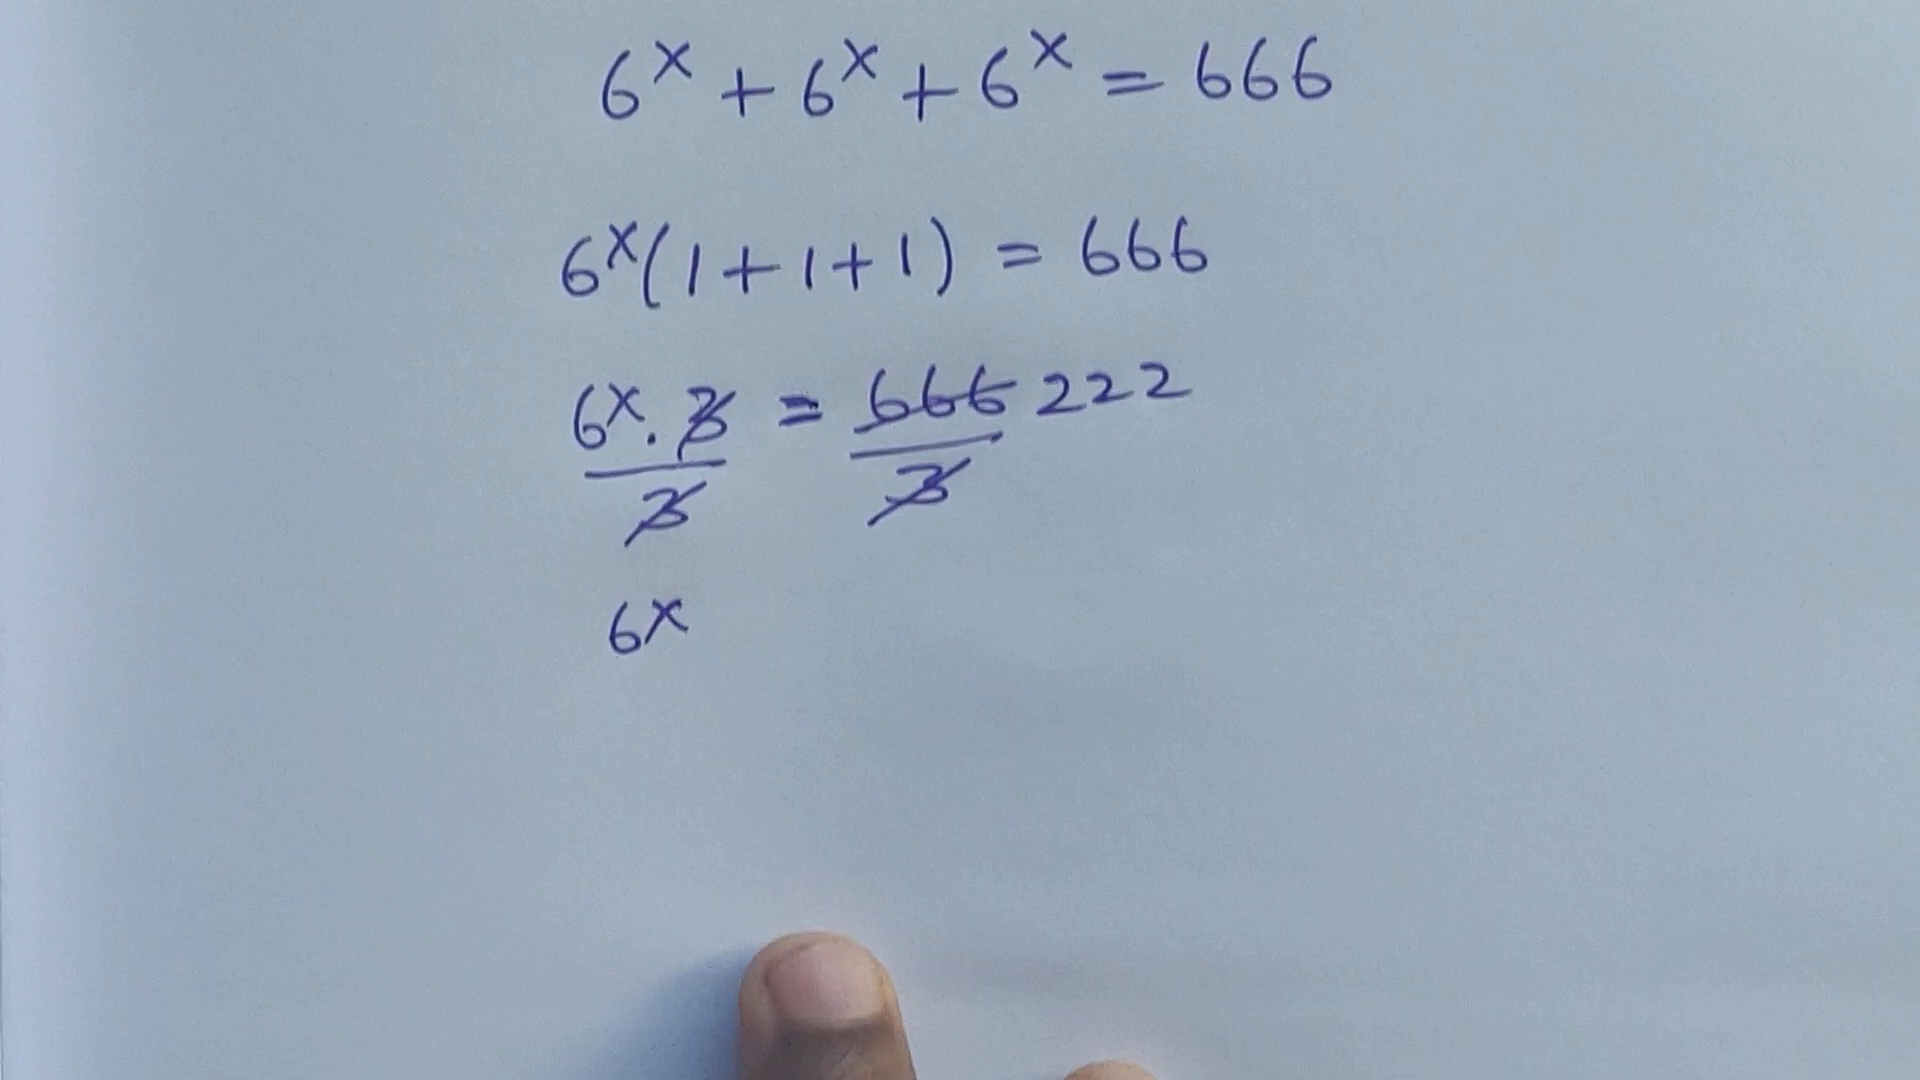 6^x + 6^x + 6^x = 666
6^x(1 + 1 + 1) = 666
6^x . 3 = 666 222
3 3
6^x